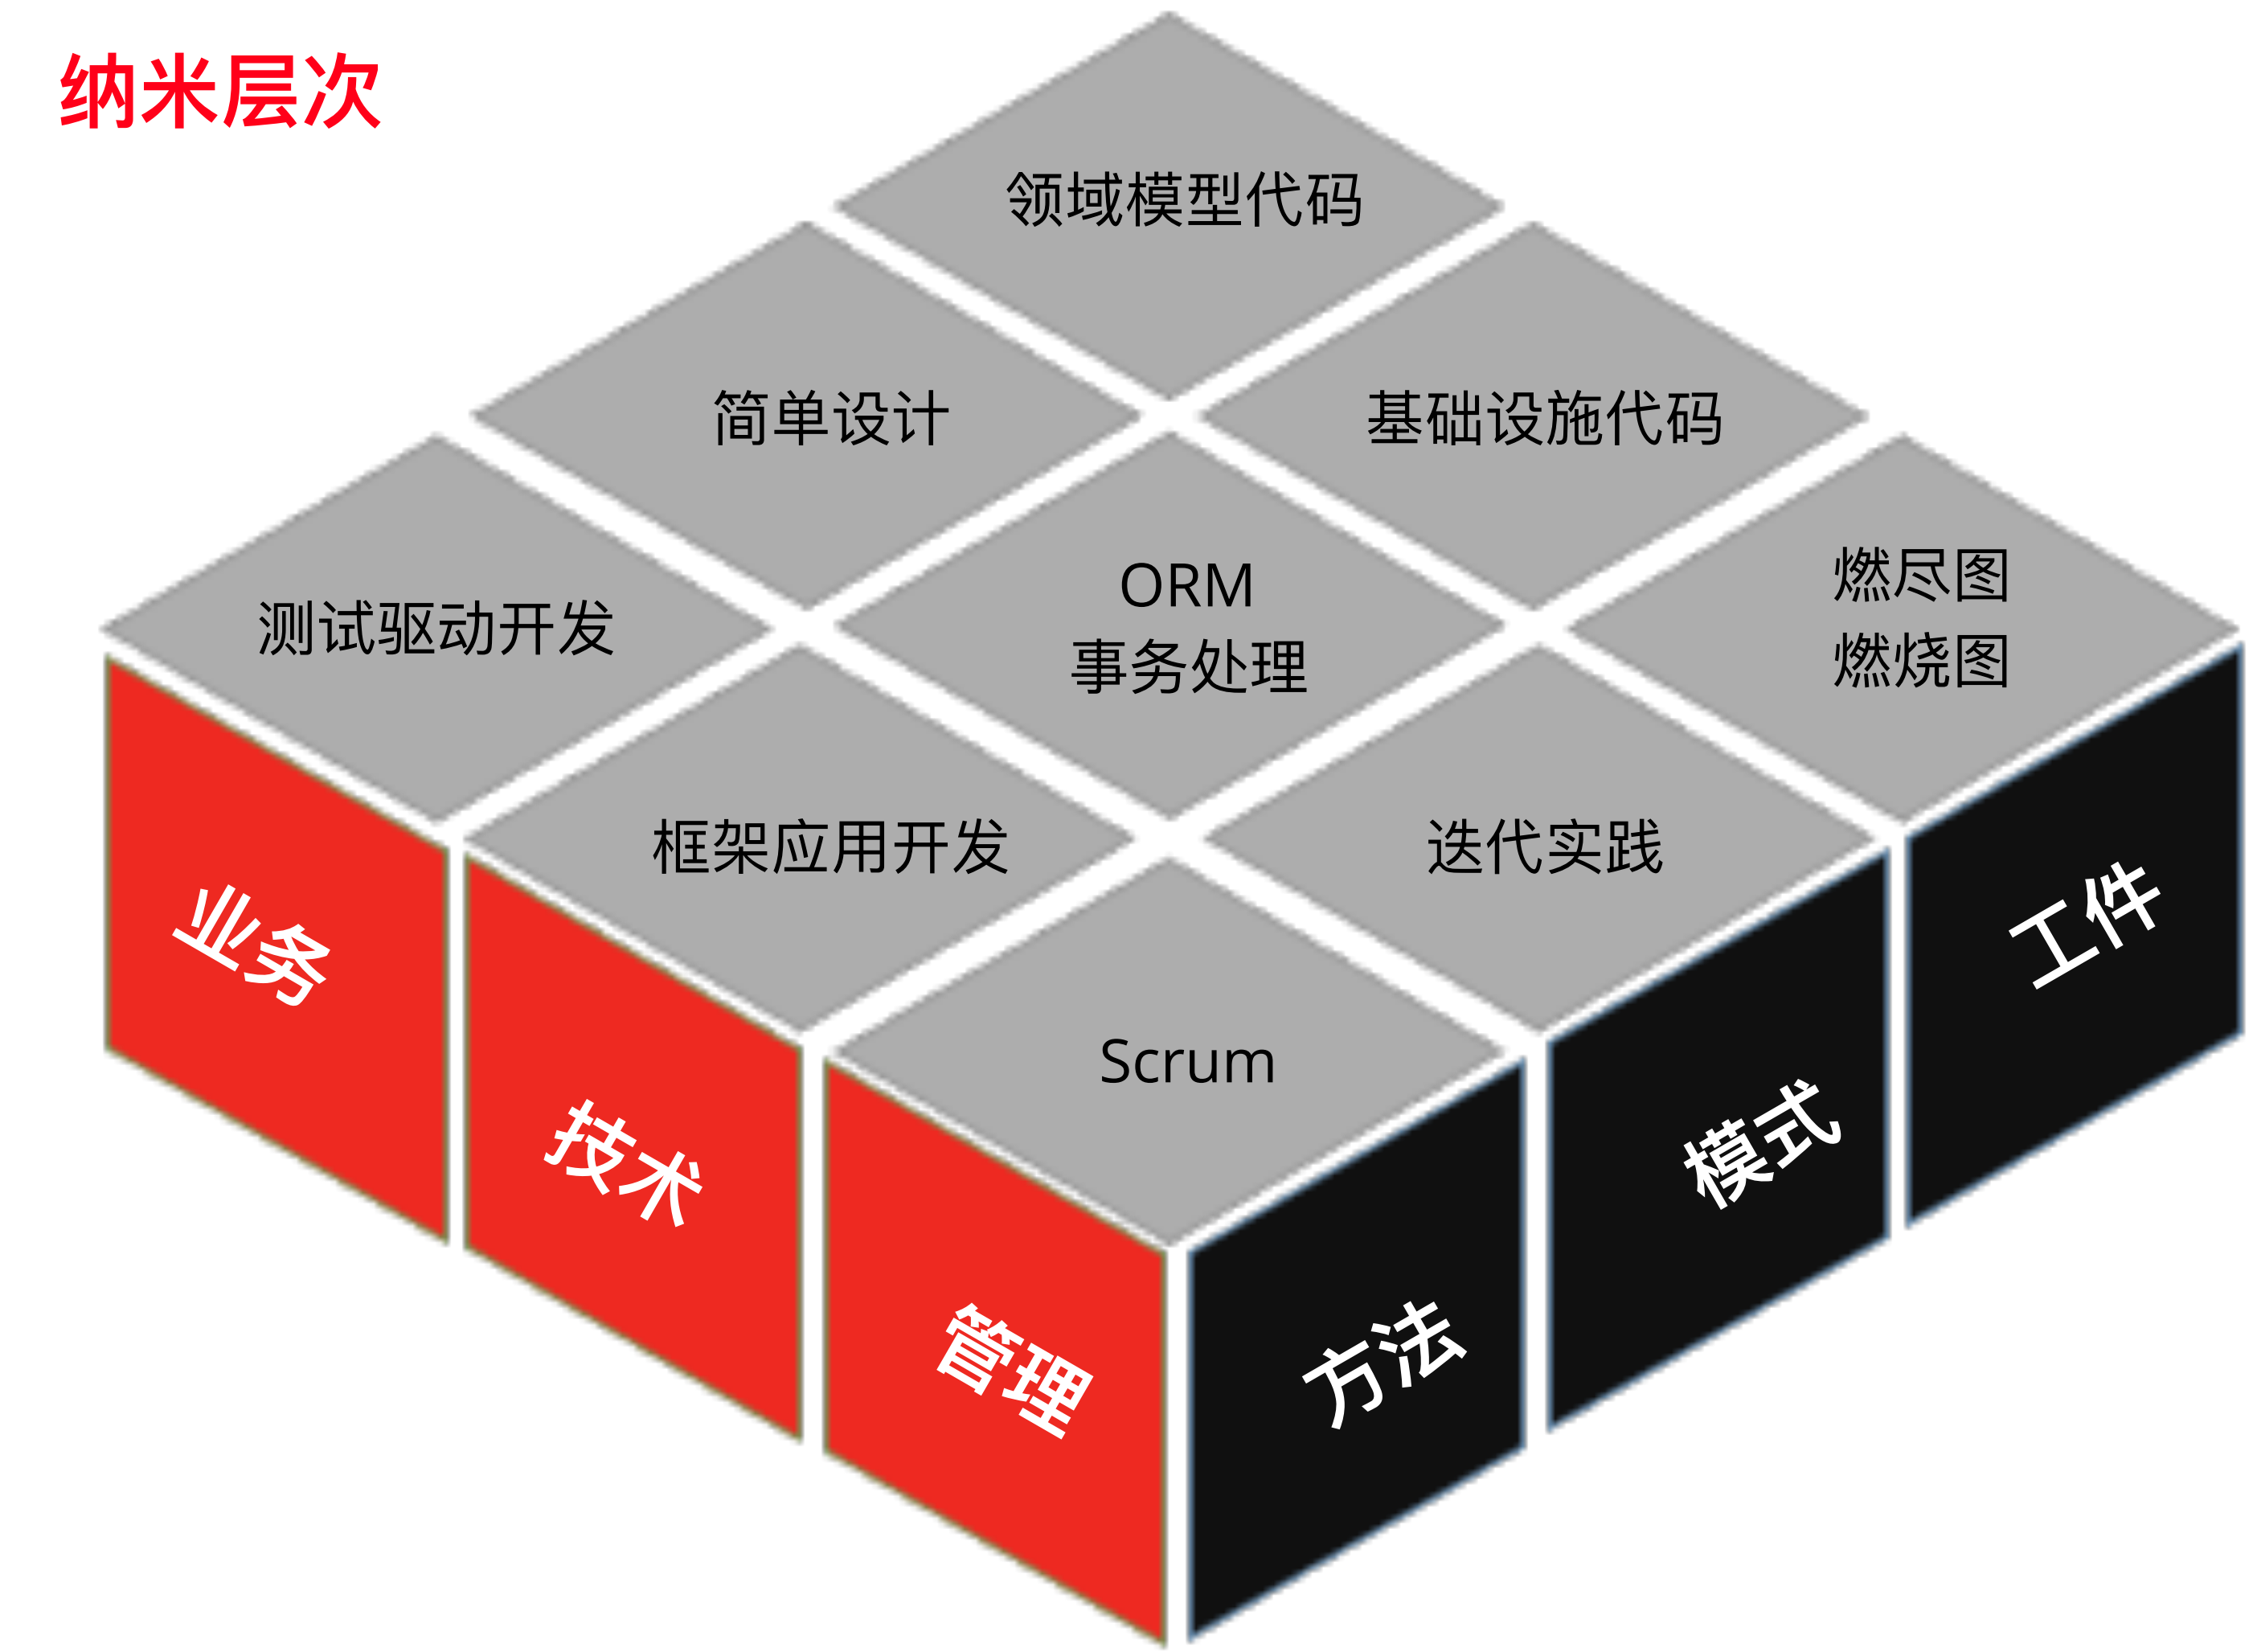 纳米层次
领域模型代码
简单设计
基础设施代码
测试驱动开发
ORM
事务处理
燃尽图
燃烧图
框架应用开发
迭代实践
Scrum
业务
技术
管理
方法
模式
工件